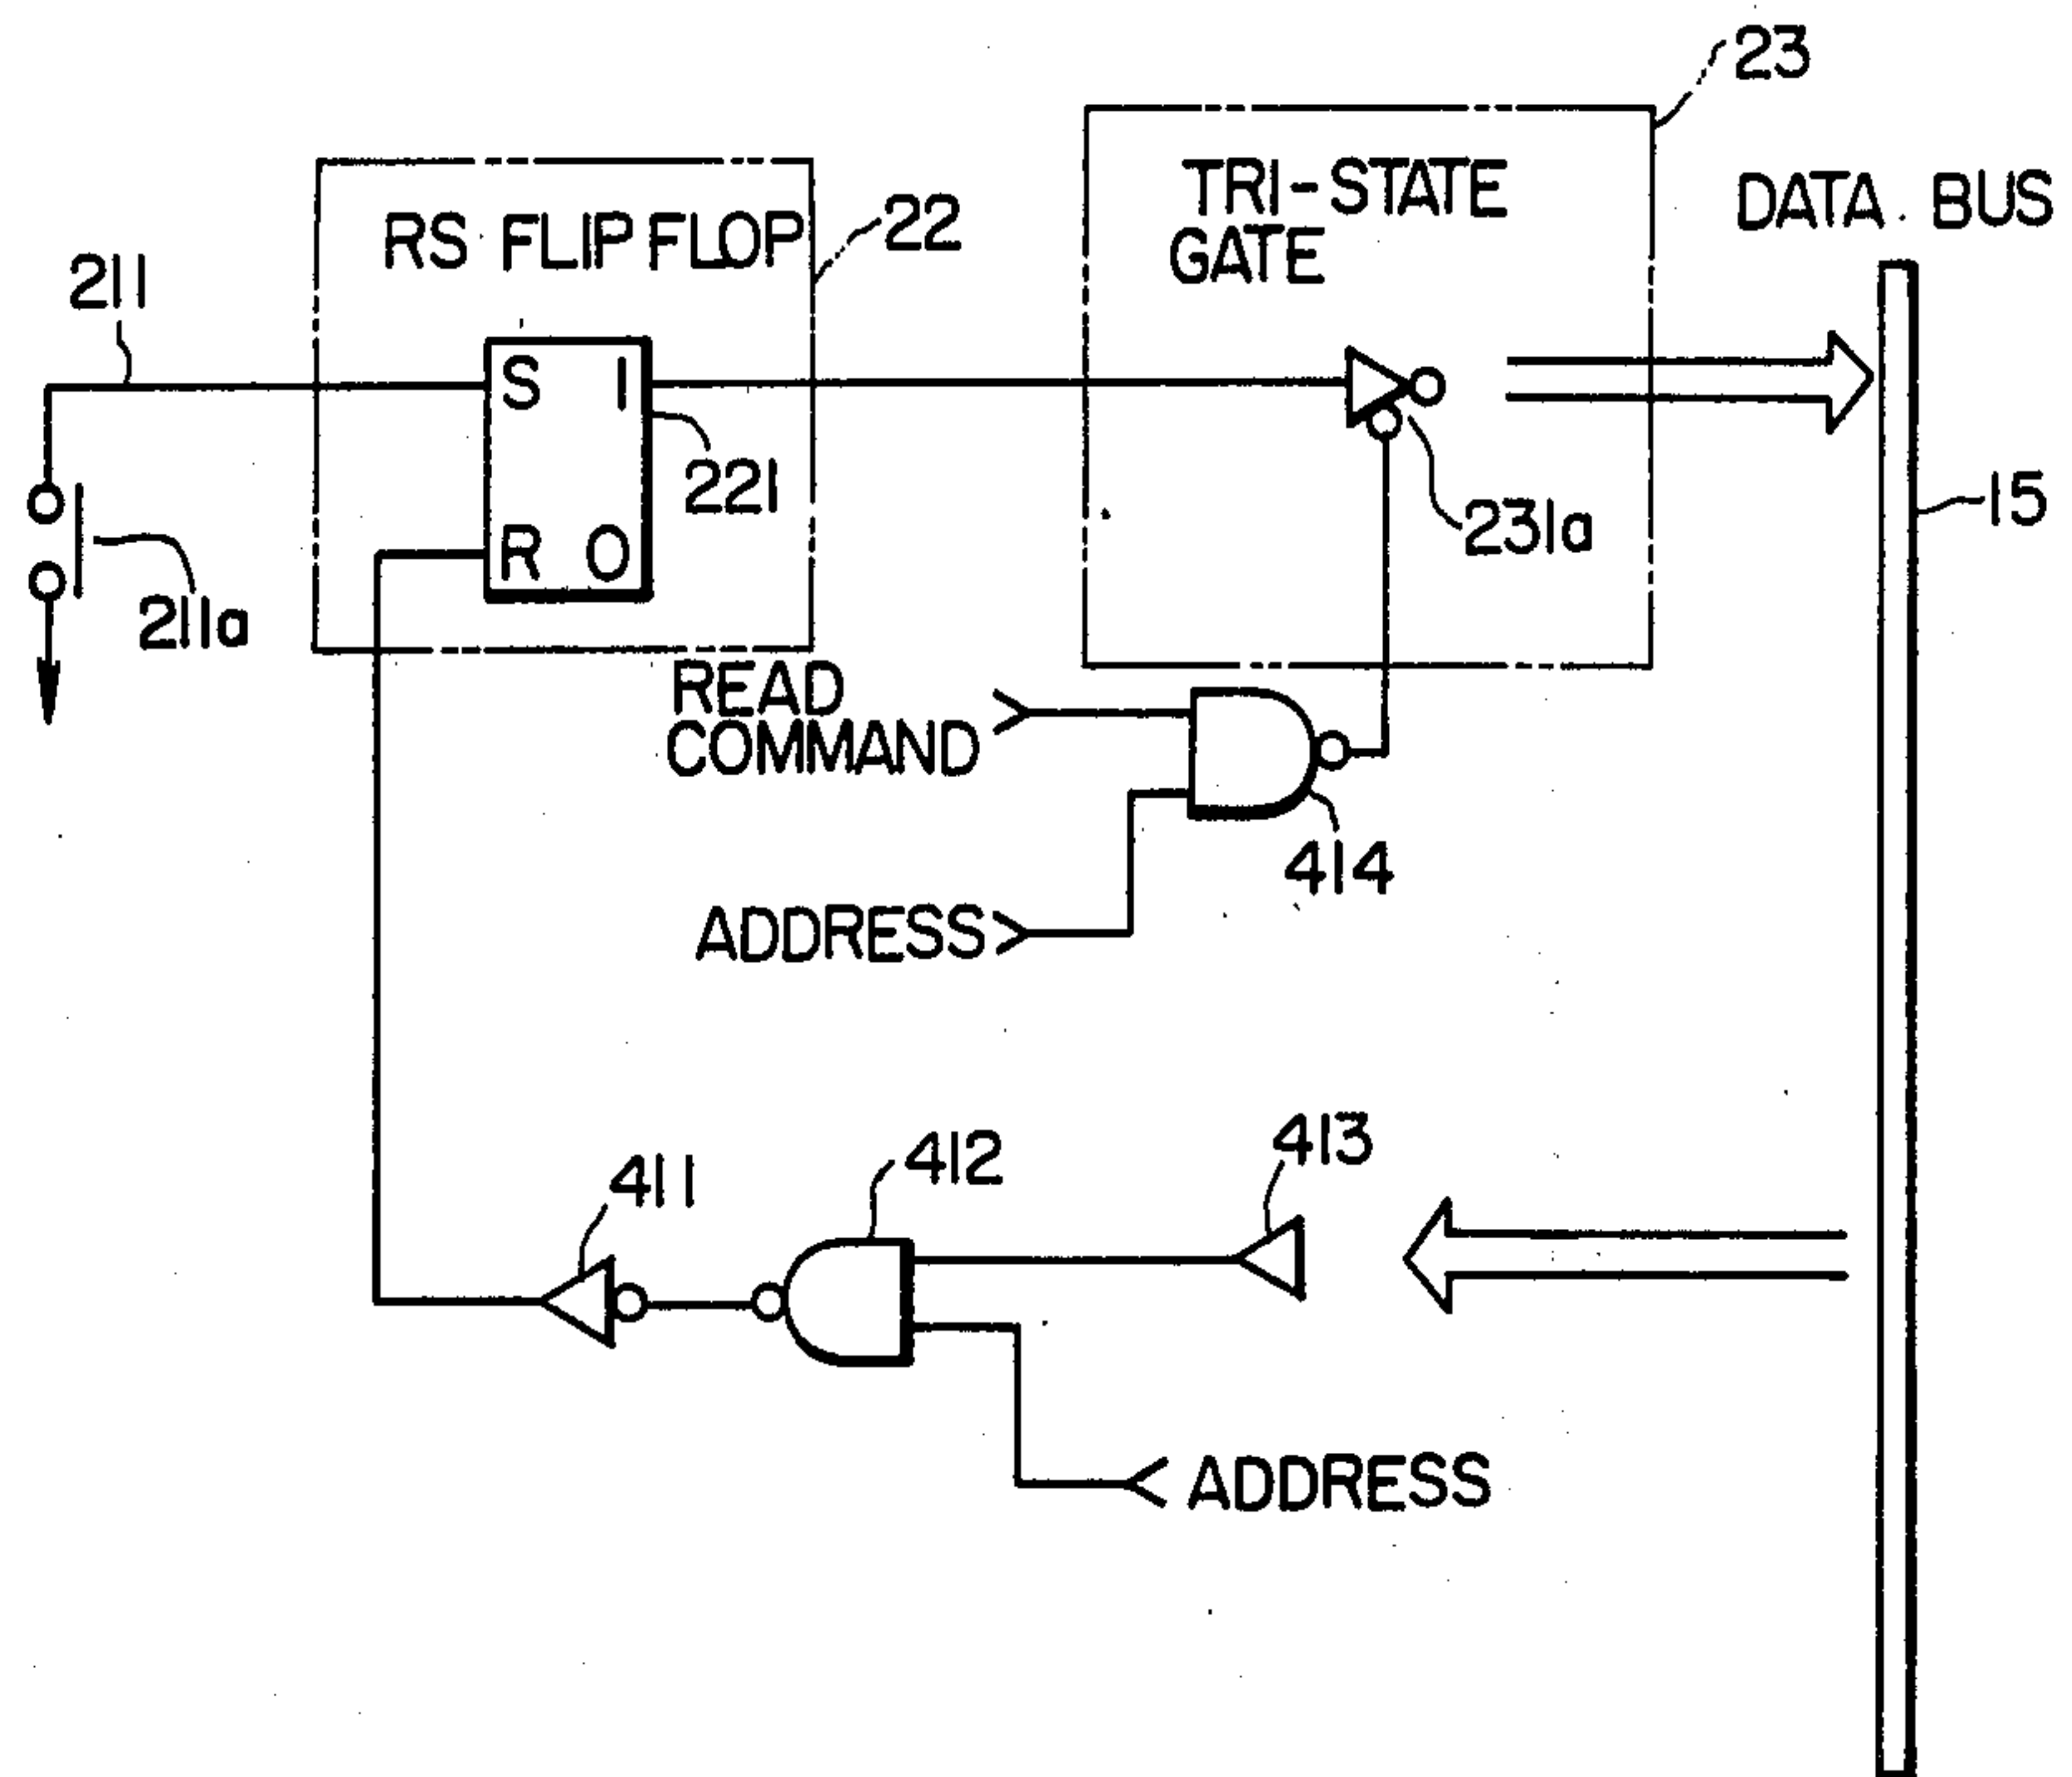 23
TRI-STATE
GATE
DATA BUS
RS FLIP FLOP
22
211
S 1
221
231a
15
R 0
211a
READ
COMMAND
414
ADDRESS
413
412
411
ADDRESS